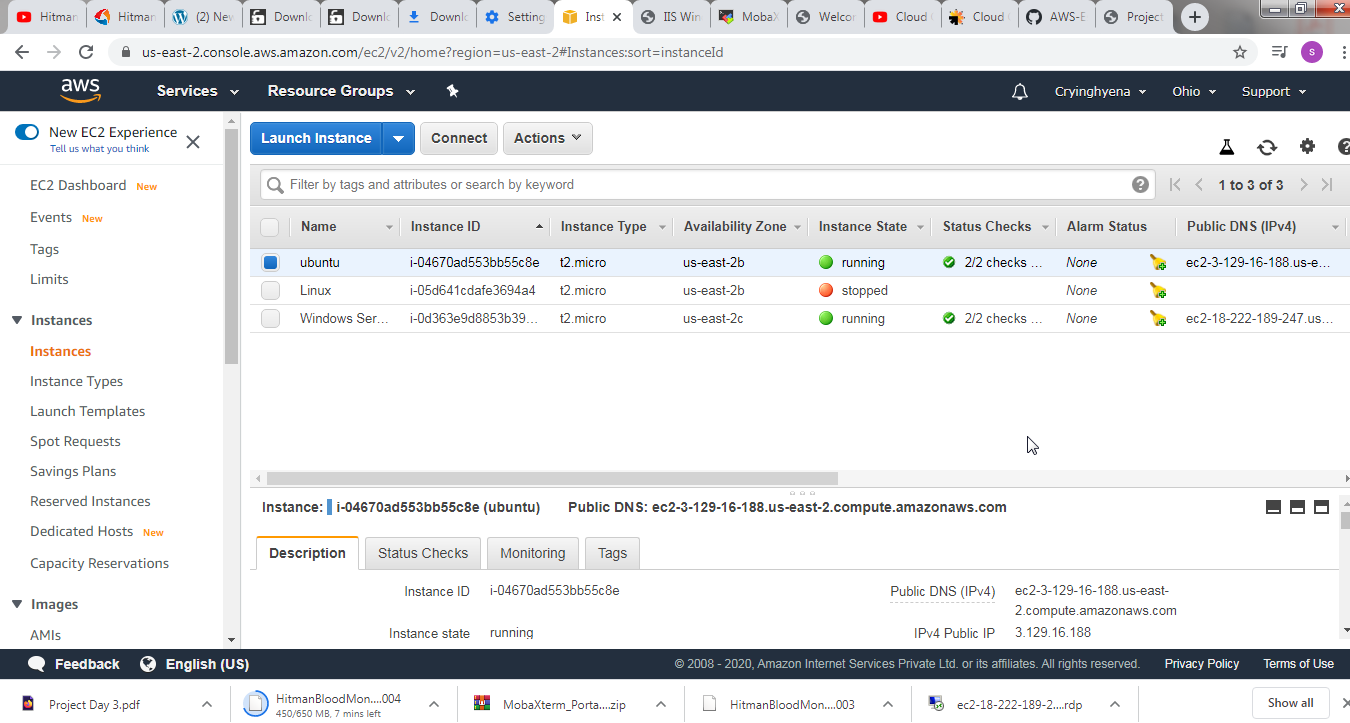 Hitman
Hitman
(2) New
Downlo
Downlo
Downlo
Setting
Inst
IIS Win
MobaX
Welcor
Cloud
Cloud
AWS-E
Project
us-east-2.console.aws.amazon.com/ec2/v2/home?region=us-east-2#Instances:sort=instanceId
s
aws Services Resource Groups Cryinghyena Ohio Support
New EC2 Experience
Tell us what you think
EC2 Dashboard New
Events New
Tags
Limits
Instances
Instances
Instance Types
Launch Templates
Spot Requests
Savings Plans
Reserved Instances
Dedicated Hosts New
Capacity Reservations
Images
AMIs
Launch Instance Connect Actions
Filter by tags and attributes or search by keyword 1 to 3 of 3
Name Instance ID Instance Type Availability Zone Instance State Status Checks Alarm Status Public DNS (IPv4)
ubuntu i-04670ad553bb55c8e t2.micro us-east-2b running 2/2 checks ... None ec2-3-129-16-188.us-e...
Linux i-05d641cdafe3694a4 t2.micro us-east-2b stopped None
Windows Ser... i-0d363e9d8853b39... t2.micro us-east-2c running 2/2 checks ... None ec2-18-222-189-247.us...
Instance: i-04670ad553bb55c8e (ubuntu) Public DNS: ec2-3-129-16-188.us-east-2.compute.amazonaws.com
Description Status Checks Monitoring Tags
Instance ID i-04670ad553bb55c8e Public DNS (IPv4) ec2-3-129-16-188.us-east-
2.compute.amazonaws.com
Instance state running IPv4 Public IP 3.129.16.188
Feedback English (US) © 2008 - 2020, Amazon Internet Services Private Ltd. or its affiliates. All rights reserved. Privacy Policy Terms of Use
Project Day 3.pdf
HitmanBloodMon....004
450/650 MB, 7 mins left
MobaXterm_Porta....zip
HitmanBloodMon....003
ec2-18-222-189-2....rdp
Show all